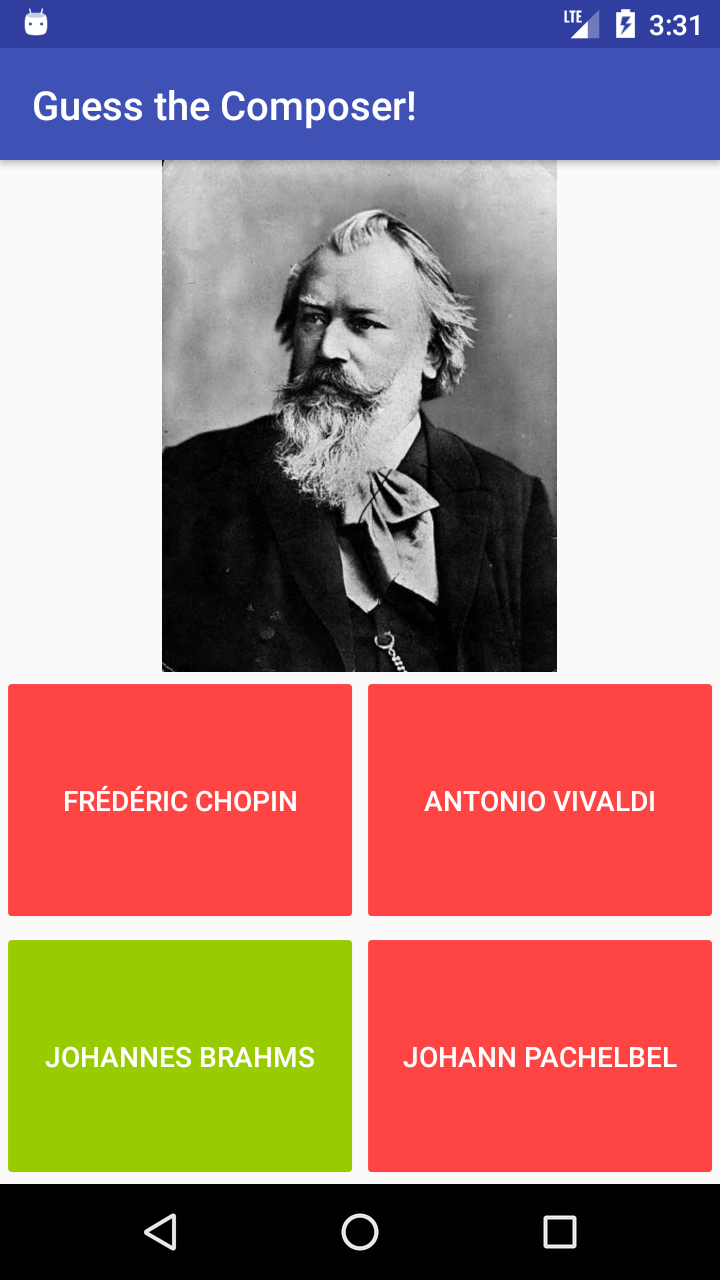 LTE 3:31
Guess the Composer!
FRÉDÉRIC CHOPIN
ANTONIO VIVALDI
JOHANNES BRAHMS
JOHANN PACHELBEL